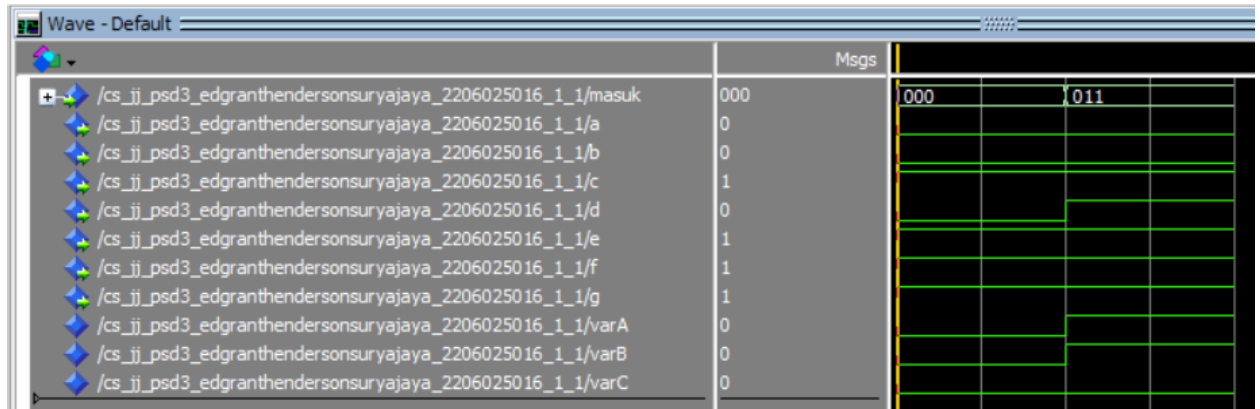 Wave - Default
Msgs
/cs_jj_psd3_edgranthendersonsuryajaya_2206025016_1_1/masuk 000 000 011
/cs_jj_psd3_edgranthendersonsuryajaya_2206025016_1_1/a 0
/cs_jj_psd3_edgranthendersonsuryajaya_2206025016_1_1/b 0
/cs_jj_psd3_edgranthendersonsuryajaya_2206025016_1_1/c 1
/cs_jj_psd3_edgranthendersonsuryajaya_2206025016_1_1/d 0
/cs_jj_psd3_edgranthendersonsuryajaya_2206025016_1_1/e 1
/cs_jj_psd3_edgranthendersonsuryajaya_2206025016_1_1/f 1
/cs_jj_psd3_edgranthendersonsuryajaya_2206025016_1_1/g 1
/cs_jj_psd3_edgranthendersonsuryajaya_2206025016_1_1/varA 0
/cs_jj_psd3_edgranthendersonsuryajaya_2206025016_1_1/varB 0
/cs_jj_psd3_edgranthendersonsuryajaya_2206025016_1_1/varC 0